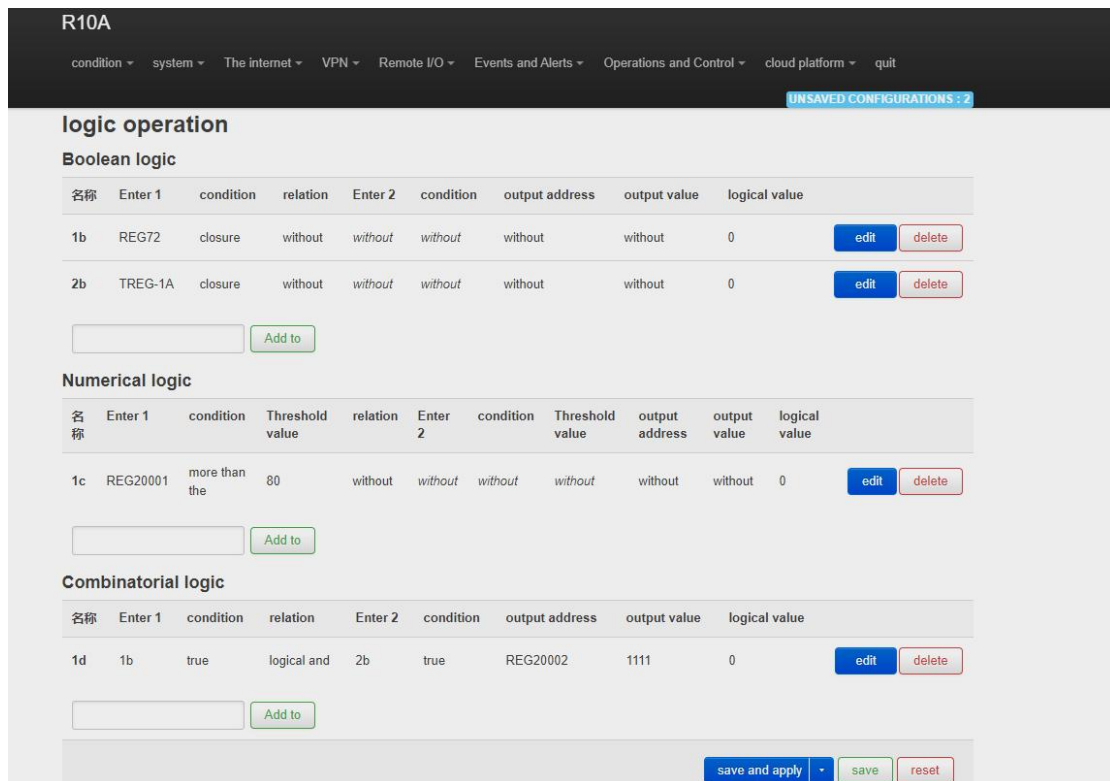 R10A
condition system The internet VPN Remote I/O Events and Alerts Operations and Control cloud platform quit
UNSAVED CONFIGURATIONS : 2
logic operation
Boolean logic
名称 Enter 1 condition relation Enter 2 condition output address output value logical value
1b REG72 closure without without without without without 0 edit delete
2b TREG-1A closure without without without without without 0 edit delete
Add to
Numerical logic
名称 Enter 1 condition Threshold value relation Enter 2 condition Threshold value output address output value logical value
1c REG20001 more than the 80 without without without without without without 0 edit delete
Add to
Combinatorial logic
名称 Enter 1 condition relation Enter 2 condition output address output value logical value
1d 1b true logical and 2b true REG20002 1111 0 edit delete
Add to
save and apply save reset